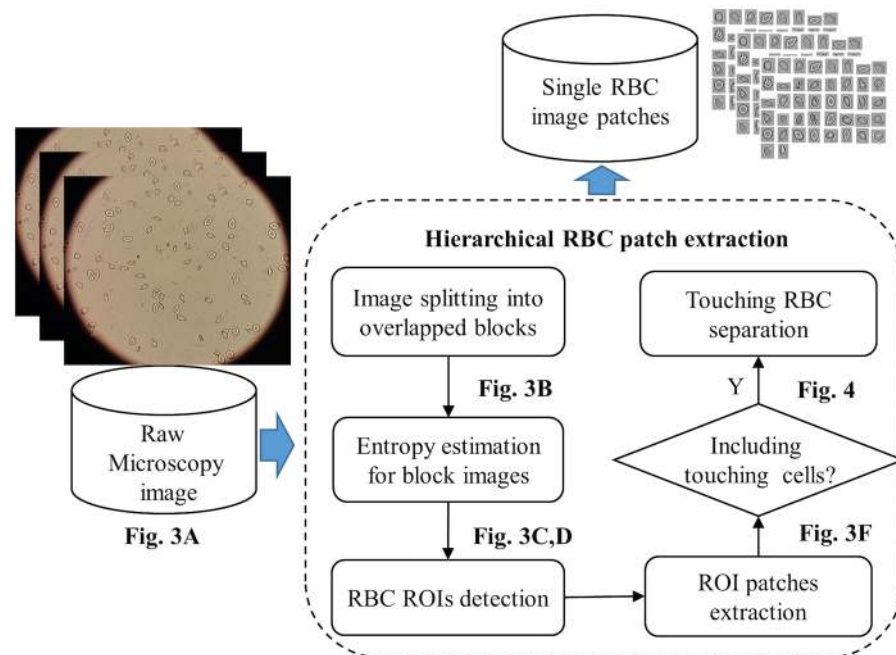 Single RBC
image patches
Raw
Microscopy
image
Fig. 3A
Hierarchical RBC patch extraction
Image splitting into
overlapped blocks
Fig. 3B
Entropy estimation
for block images
Fig. 3C,D
RBC ROIs detection
ROI patches
extraction
Fig. 3F
Including
touching cells?
Y
Fig. 4
Touching RBC
separation